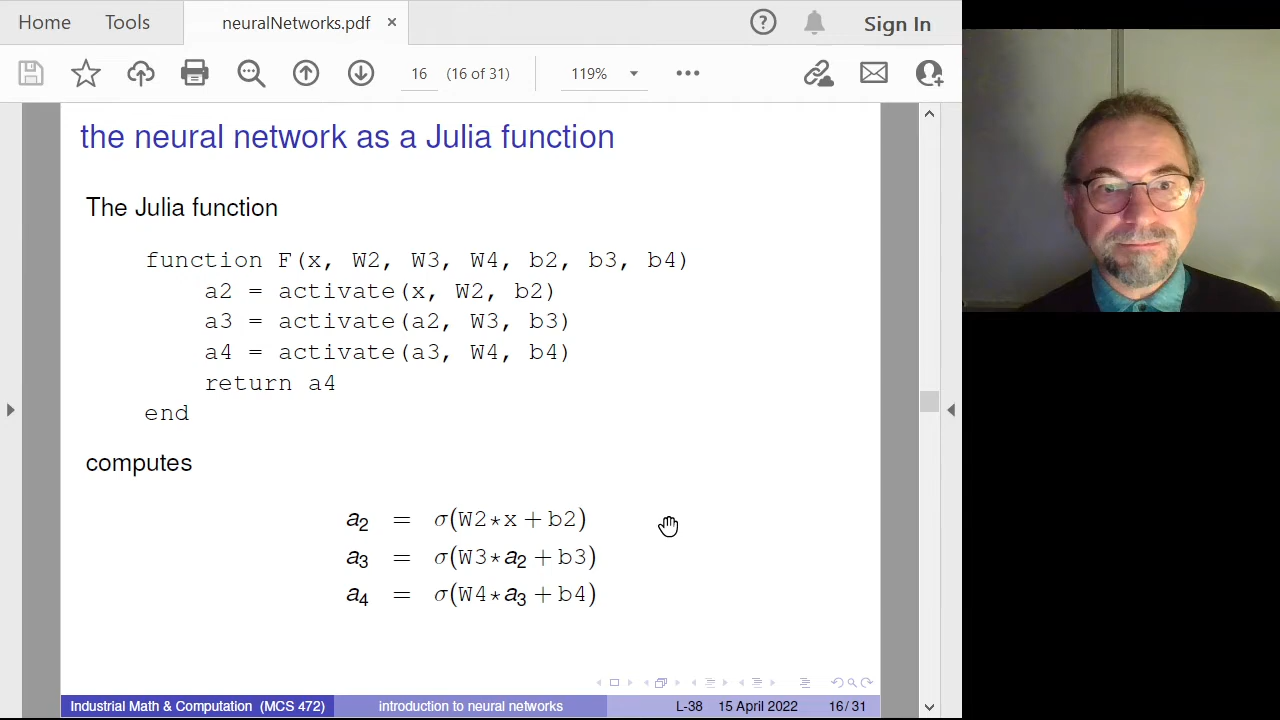 Home Tools neuralNetworks.pdf × ? Sign In
16 (16 of 31) 119%
the neural network as a Julia function
The Julia function
function F(x, W2, W3, W4, b2, b3, b4)
a2 = activate(x, W2, b2)
a3 = activate(a2, W3, b3)
a4 = activate(a3, W4, b4)
return a4
end
computes
a₂ = σ(W2*x + b2)
a₃ = σ(W3*a₂ + b3)
a₄ = σ(W4*a₃ + b4)
Industrial Math & Computation (MCS 472) introduction to neural networks L-38 15 April 2022 16 / 31